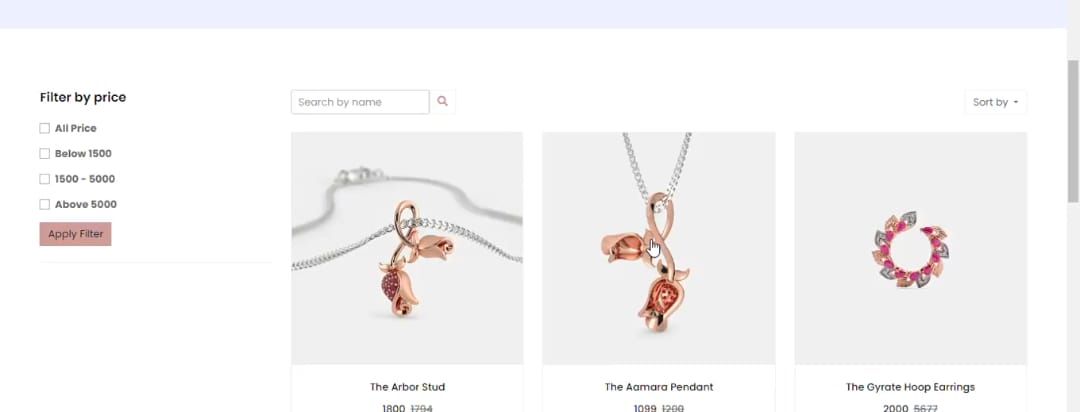 Filter by price
All Price
Below 1500
1500 - 5000
Above 5000
Apply Filter
Search by name
Sort by
The Arbor Stud
1800 1794
The Aamara Pendant
1099 1200
The Gyrate Hoop Earrings
2000 5677